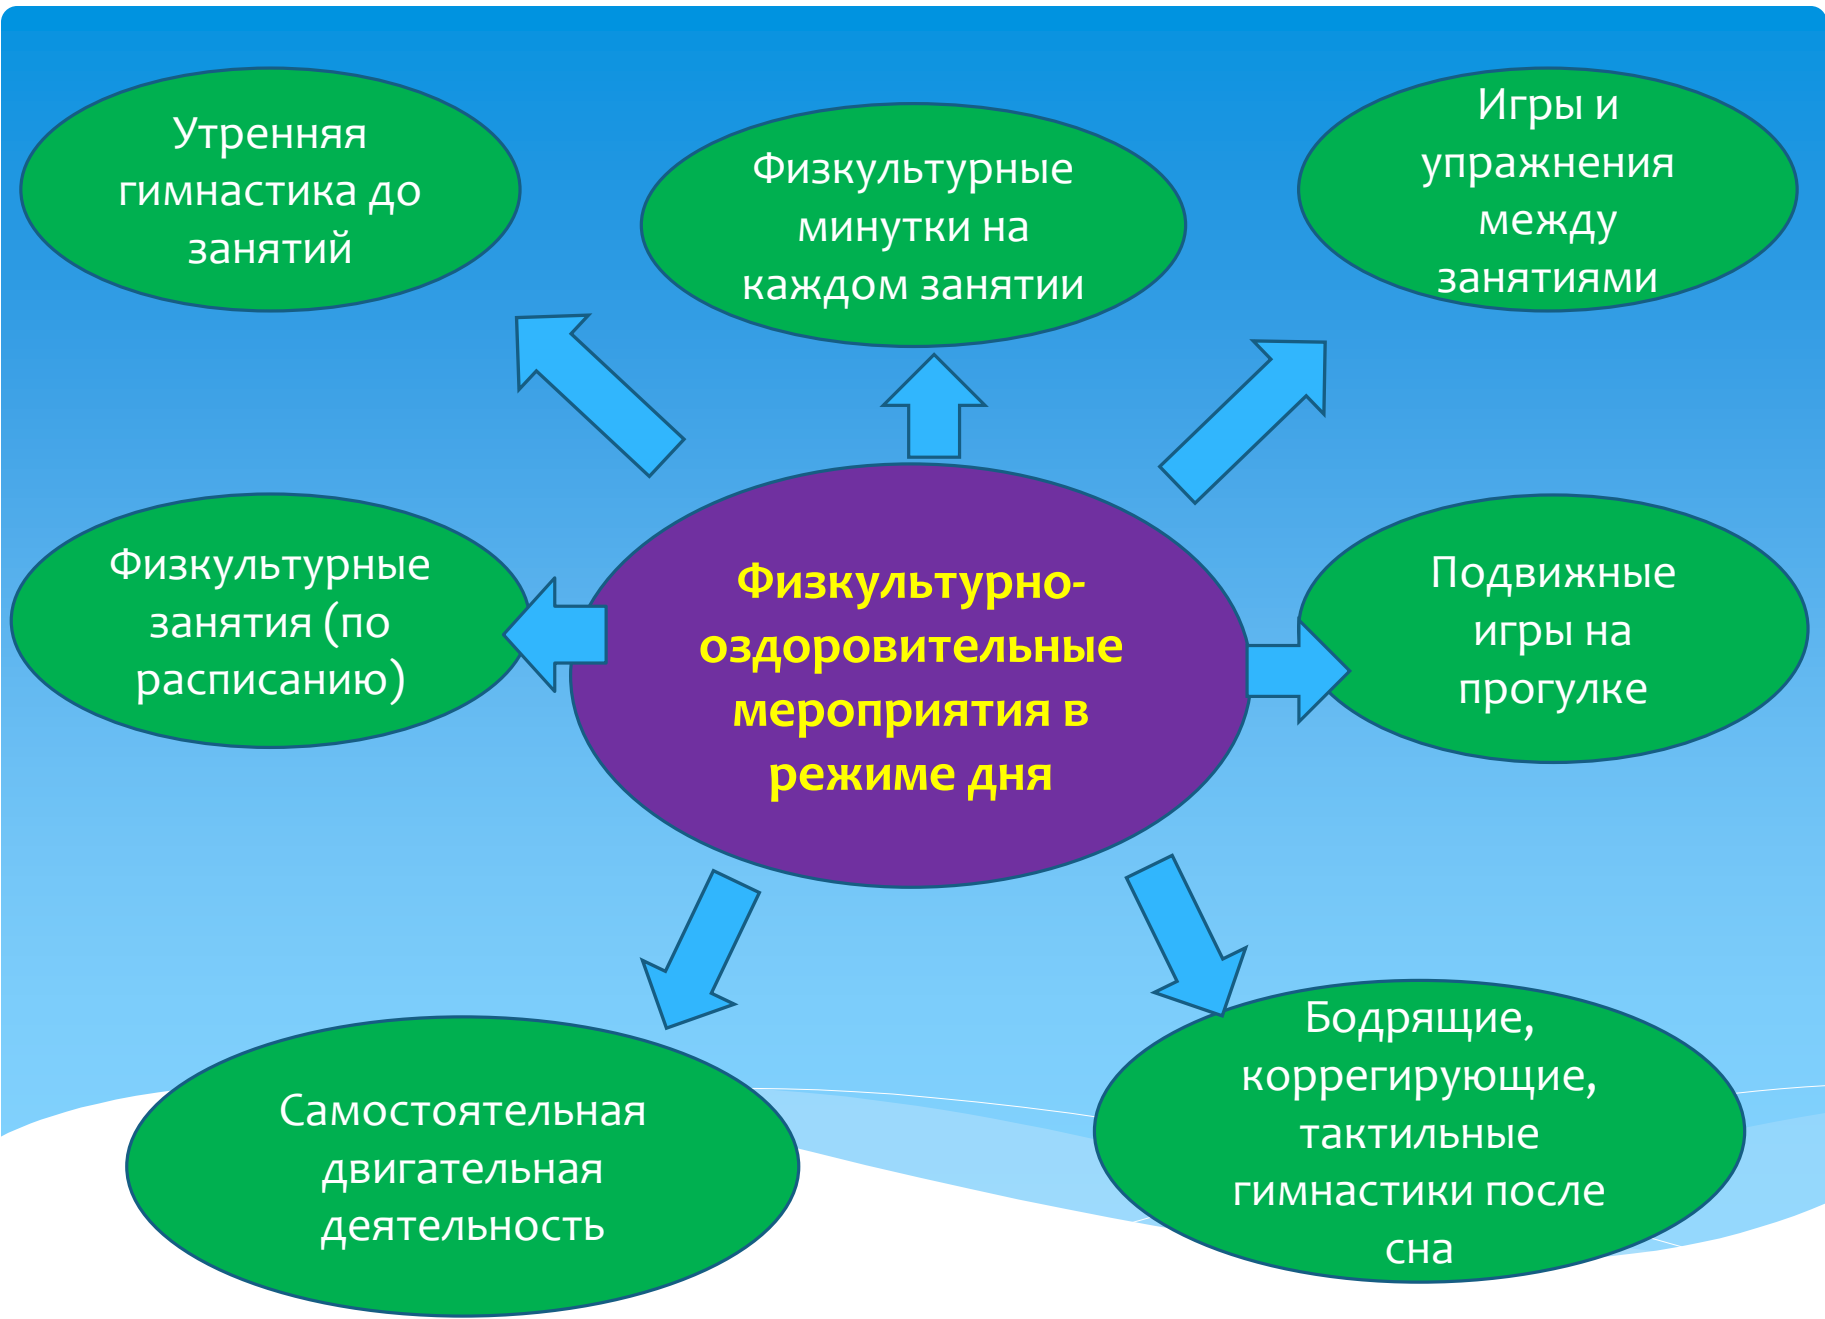 Утренняя
гимнастика до
занятий
Физкультурные
минутки на
каждом занятии
Игры и
упражнения
между
занятиями
Физкультурные
занятия (по
расписанию)
Физкультурно-
оздоровительные
мероприятия в
режиме дня
Подвижные
игры на
прогулке
Самостоятельная
двигательная
деятельность
Бодрящие,
коррегирующие,
тактильные
гимнастики после
сна